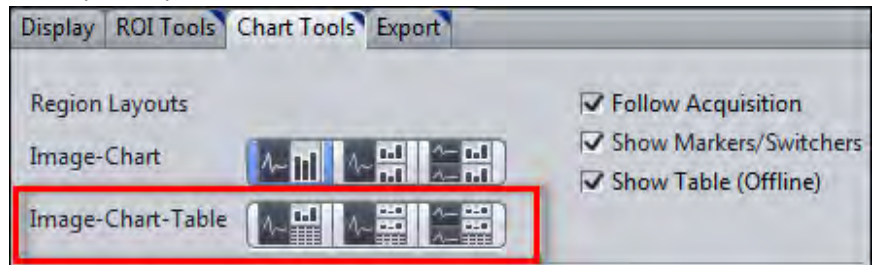 Display ROI Tools Chart Tools Export
Region Layouts
Follow Acquisition
Image-Chart
Show Markers/Switchers
Show Table (Offline)
Image-Chart-Table